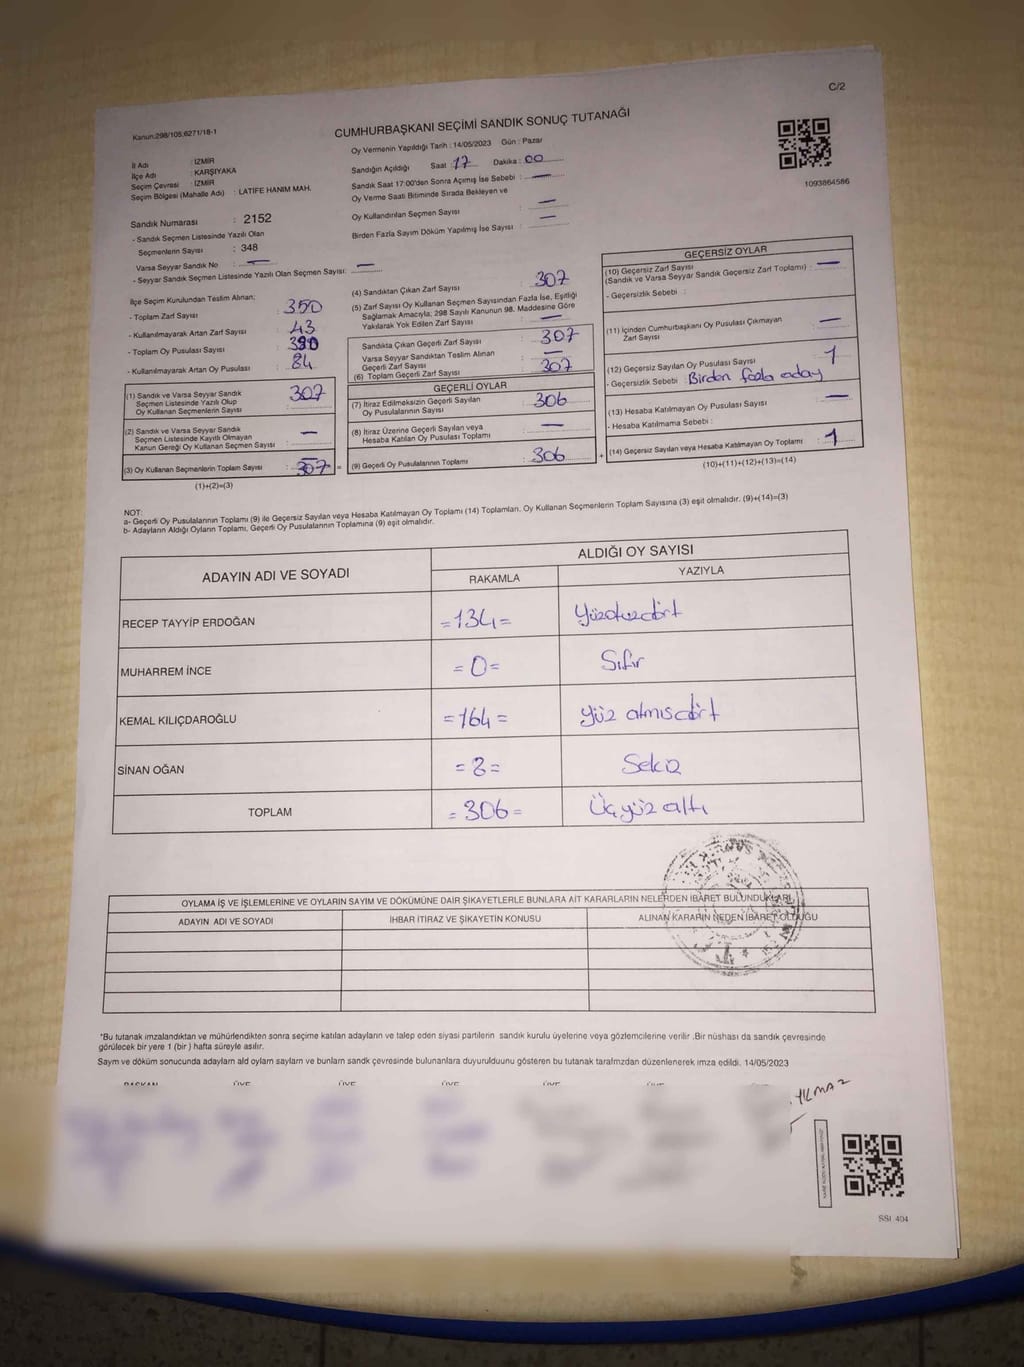 C/2
Kanun:298/105;6271/18-1
CUMHURBAŞKANI SEÇİMİ SANDIK SONUÇ TUTANAĞI
Oy Vermenin Yapıldığı Tarih : 14/05/2023 Gün : Pazar
İl Adı : İZMİR
İlçe Adı : KARŞIYAKA
Seçim Çevresi : İZMİR
Seçim Bölgesi (Mahalle Adı) : LATİFE HANIM MAH.
Sandığın Açıldığı Saat : 17 Dakika : 00
Sandık Saat 17:00'den Sonra Açımış İse Sebebi : —
Oy Verme Saati Bitiminde Sırada Bekleyen ve
Oy Kullandırılan Seçmen Sayısı : —
Birden Fazla Sayım Döküm Yapılmış İse Sayısı : —
1093864586
Sandık Numarası : 2152
- Sandık Seçmen Listesinde Yazılı Olan
Seçmenlerin Sayısı : 348
Varsa Seyyar Sandık No : —
- Seyyar Sandık Seçmen Listesinde Yazılı Olan Seçmen Sayısı: —
İlçe Seçim Kurulundan Teslim Alınan;
- Toplam Zarf Sayısı : 350
- Kullanılmayarak Artan Zarf Sayısı : 43
- Toplam Oy Pusulası Sayısı :
- Kullanılmayarak Artan Oy Pusulası : 84
(1) Sandık ve Varsa Seyyar Sandık
Seçmen Listesinde Yazılı Olup
Oy Kullanan Seçmenlerin Sayısı : 307
(2) Sandık ve Varsa Seyyar Sandık
Seçmen Listesinde Kayıtlı Olmayan
Kanun Gereği Oy Kullanan Seçmen Sayısı : —
(3) Oy Kullanan Seçmenlerin Toplam Sayısı : 307 =
(1)+(2)=(3)
(4) Sandıktan Çıkan Zarf Sayısı : 307
(5) Zarf Sayısı Oy Kullanan Seçmen Sayısından Fazla İse, Eşitliği
Sağlamak Amacıyla; 298 Sayılı Kanunun 98. Maddesine Göre
Yakılarak Yok Edilen Zarf Sayısı : —
Sandıkta Çıkan Geçerli Zarf Sayısı : 307
Varsa Seyyar Sandıktan Teslim Alınan
Geçerli Zarf Sayısı : —
(6) Toplam Geçerli Zarf Sayısı : 307
GEÇERLİ OYLAR
(7) İtiraz Edilmeksizin Geçerli Sayılan
Oy Pusulalarının Sayısı : 306
(8) İtiraz Üzerine Geçerli Sayılan veya
Hesaba Katılan Oy Pusulası Toplamı : —
(9) Geçerli Oy Pusulalarının Toplamı : 306 +
GEÇERSİZ OYLAR
(10) Geçersiz Zarf Sayısı
(Sandık ve Varsa Seyyar Sandık Geçersiz Zarf Toplamı) : —
- Geçersizlik Sebebi :
(11) İçinden Cumhurbaşkanı Oy Pusulası Çıkmayan
Zarf Sayısı : —
(12) Geçersiz Sayılan Oy Pusulası Sayısı : 1
- Geçersizlik Sebebi : Birden fazla aday
(13) Hesaba Katılmayan Oy Pusulası Sayısı : —
- Hesaba Katılmama Sebebi :
(14) Geçersiz Sayılan veya Hesaba Katılmayan Oy Toplamı : 1
(10)+(11)+(12)+(13)=(14)
NOT:
a- Geçerli Oy Pusulalarının Toplamı (9) ile Geçersiz Sayılan veya Hesaba Katılmayan Oy Toplamı (14) Toplamları, Oy Kullanan Seçmenlerin Toplam Sayısına (3) eşit olmalıdır. (9)+(14)=(3)
b- Adayların Aldığı Oyların Toplamı, Geçerli Oy Pusulalarının Toplamına (9) eşit olmalıdır.
ADAYIN ADI VE SOYADI
ALDIĞI OY SAYISI
RAKAMLA YAZIYLA
RECEP TAYYİP ERDOĞAN =134= Yüzotuzdört
MUHARREM İNCE =0= Sıfır
KEMAL KILIÇDAROĞLU =164= Yüz atmışdört
SİNAN OĞAN =8= Sekiz
TOPLAM =306= Üçyüz altı
OYLAMA İŞ VE İŞLEMLERİNE VE OYLARIN SAYIM VE DÖKÜMÜNE DAİR ŞİKAYETLERLE BUNLARA AİT KARARLARIN NELERDEN İBARET BULUNDUKLARI
ADAYIN ADI VE SOYADI İHBAR İTİRAZ VE ŞİKAYETİN KONUSU ALINAN KARARIN NEDEN İBARET OLDUĞU
*Bu tutanak imzalandıktan ve mühürlendikten sonra seçime katılan adayların ve talep eden siyasi partilerin sandık kurulu üyelerine veya gözlemcilerine verilir .Bir nüshası da sandık çevresinde
görülecek bir yere 1 (bir ) hafta süreyle asılır.
Sayım ve döküm sonucunda adayların ald oyların sayların ve bunların sandk çevresinde bulunanlara duyurulduunu gösteren bu tutanak tarafmzdan düzenlenerek imza edildi. 14/05/2023
BAŞKAN ÜYE ÜYE ÜYE ÜYE ÜYE
YILMAZ
SSI 404